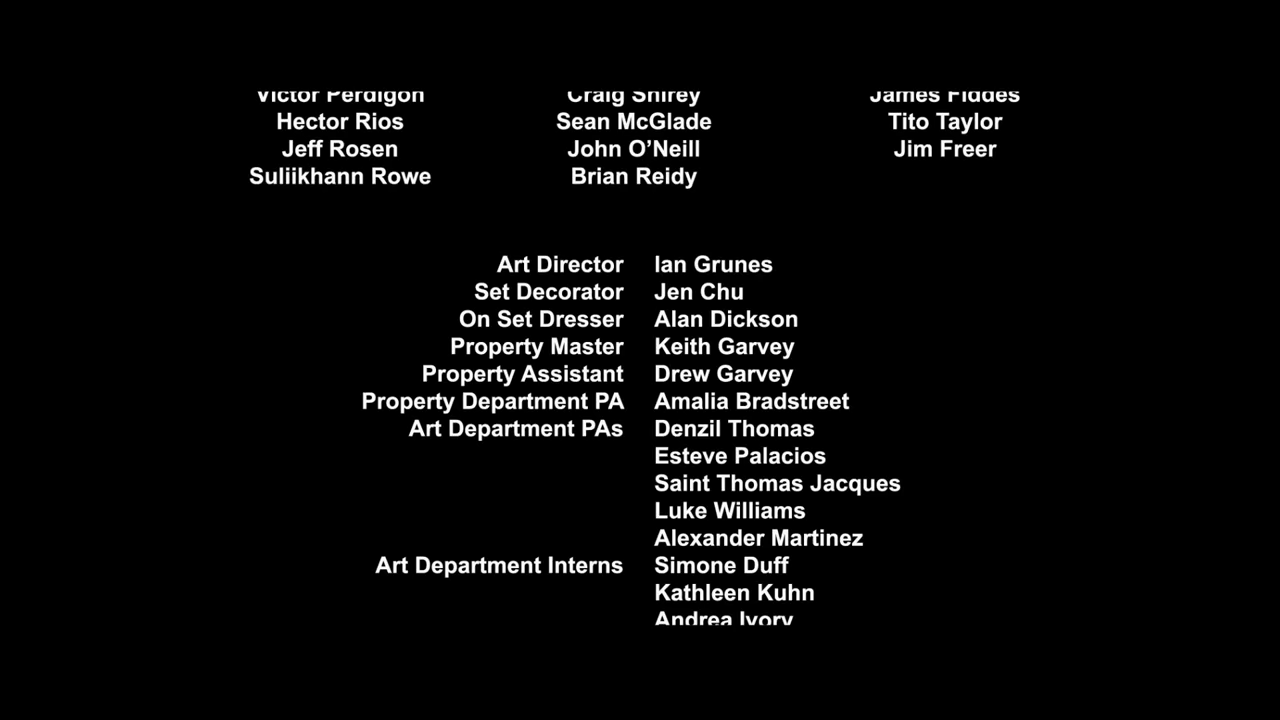 Victor Perdigon Craig Shirey James Fiddes
Hector Rios Sean McGlade Tito Taylor
Jeff Rosen John O’Neill Jim Freer
Suliikhann Rowe Brian Reidy
Art Director Ian Grunes
Set Decorator Jen Chu
On Set Dresser Alan Dickson
Property Master Keith Garvey
Property Assistant Drew Garvey
Property Department PA Amalia Bradstreet
Art Department PAs Denzil Thomas
Esteve Palacios
Saint Thomas Jacques
Luke Williams
Alexander Martinez
Art Department Interns Simone Duff
Kathleen Kuhn
Andrea Ivory